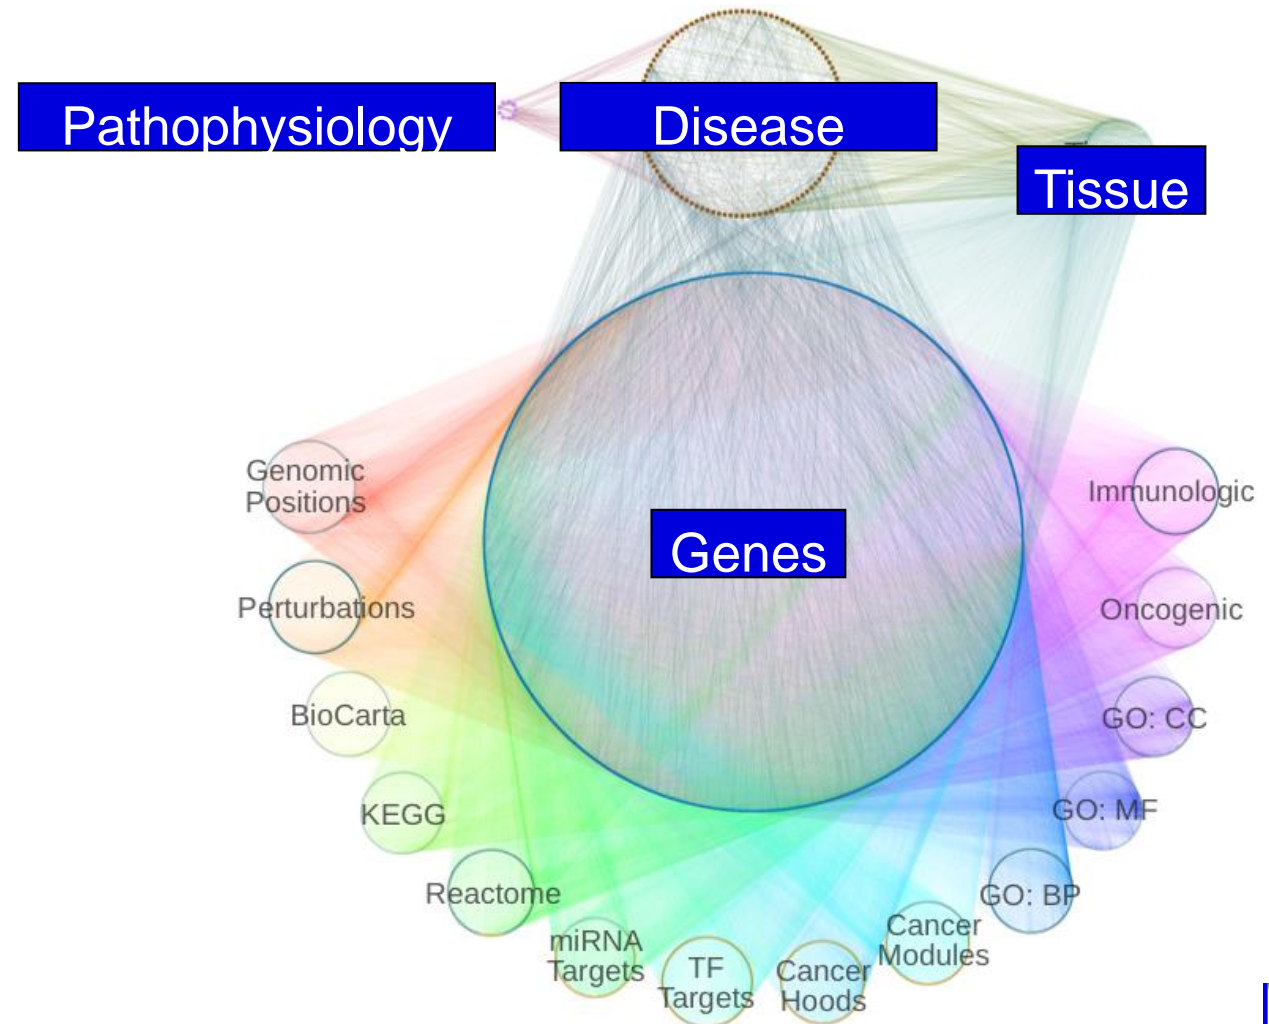 Pathophysiology
Disease
Tissue
Genes
Genomic
Positions
Perturbations
BioCarta
KEGG
Reactome
miRNA
Targets
TF
Targets
Cancer
Hoods
Cancer
Modules
GO: BP
GO: MF
GO: CC
Oncogenic
Immunologic